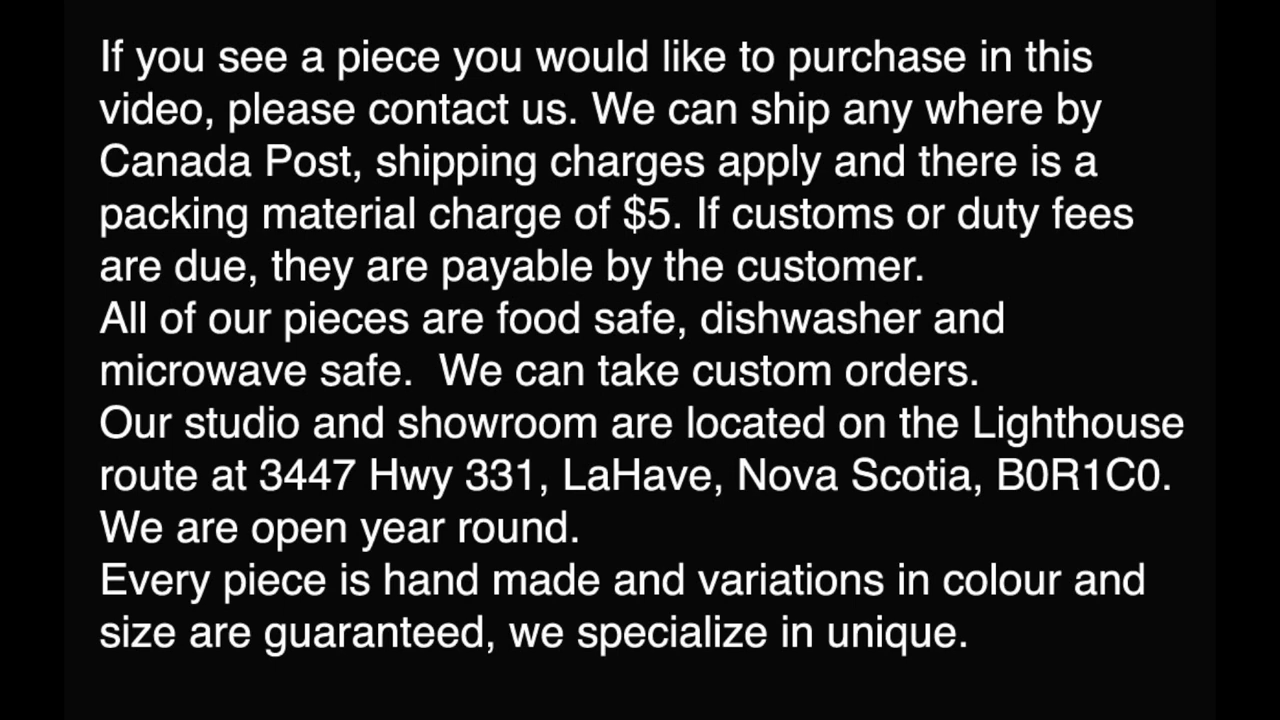 If you see a piece you would like to purchase in this
video, please contact us. We can ship any where by
Canada Post, shipping charges apply and there is a
packing material charge of $5. If customs or duty fees
are due, they are payable by the customer.
All of our pieces are food safe, dishwasher and
microwave safe.  We can take custom orders.
Our studio and showroom are located on the Lighthouse
route at 3447 Hwy 331, LaHave, Nova Scotia, B0R1C0.
We are open year round.
Every piece is hand made and variations in colour and
size are guaranteed, we specialize in unique.